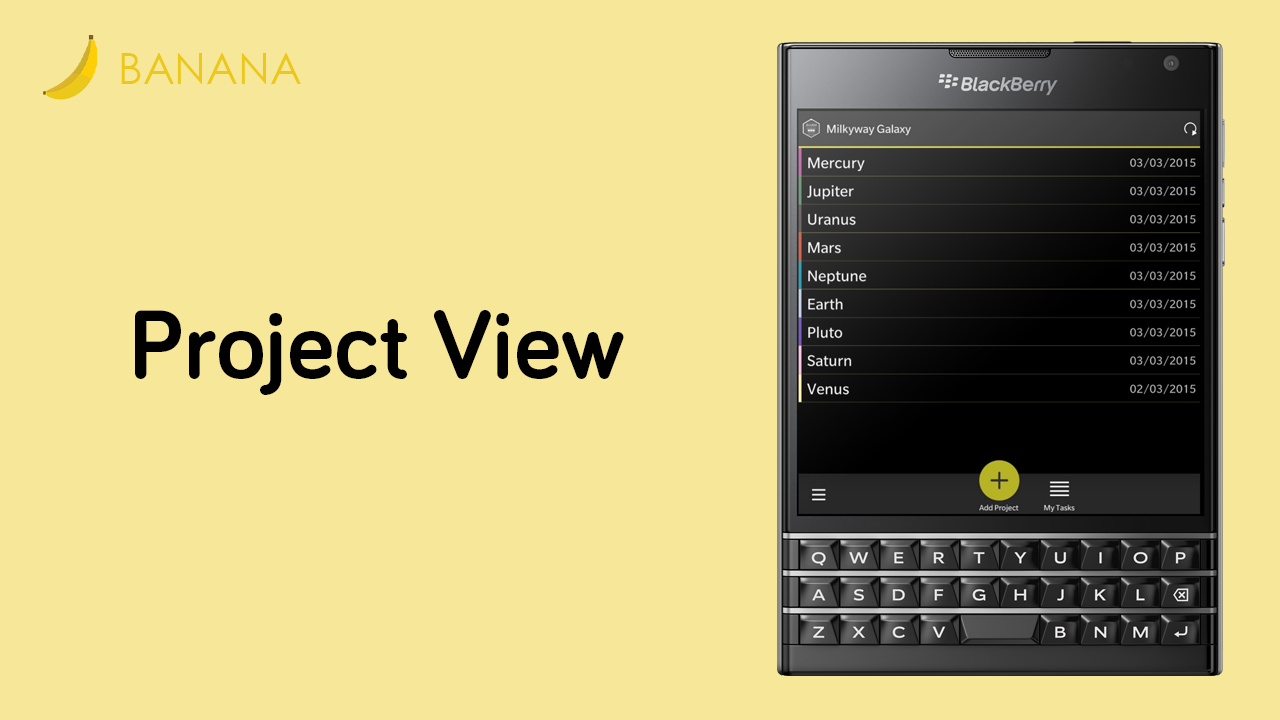 BANANA
Project View
BlackBerry
Milkyway Galaxy
Mercury 03/03/2015
Jupiter 03/03/2015
Uranus 03/03/2015
Mars 03/03/2015
Neptune 03/03/2015
Earth 03/03/2015
Pluto 03/03/2015
Saturn 03/03/2015
Venus 02/03/2015
Add Project My Tasks
Q W E R T Y U I O P
A S D F G H J K L
Z X C V B N M